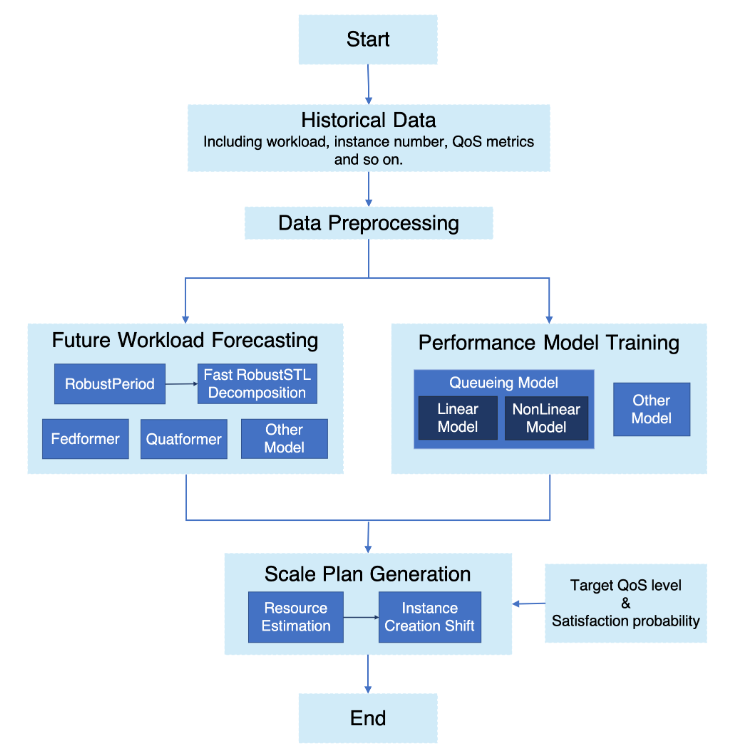 Start
Historical Data
Including workload, instance number, QoS metrics
and so on.
Data Preprocessing
Future Workload Forecasting
RobustPeriod
Fast RobustSTL
Decomposition
Fedformer
Quatformer
Other
Model
Performance Model Training
Queueing Model
Linear
Model
NonLinear
Model
Other
Model
Scale Plan Generation
Resource
Estimation
Instance
Creation Shift
Target QoS level
&
Satisfaction probability
End